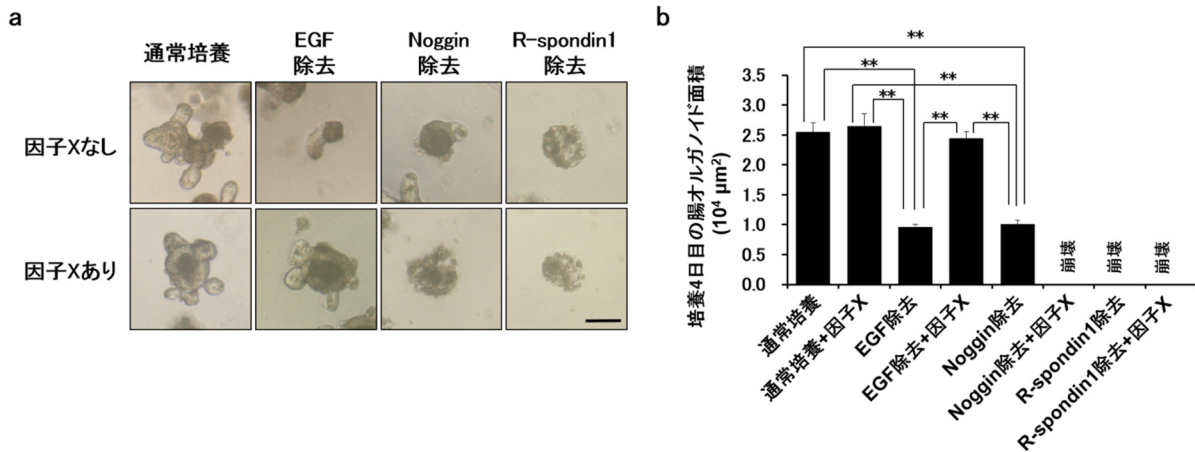 a
通常培養
EGF
除去
Noggin
除去
R-spondin1
除去
因子Xなし
因子Xあり
b
培養4日目の腸オルガノイド面積
(10⁴ μm²)
3.5
3.0
2.5
2.0
1.5
1.0
0.5
0.0
**
**
**
**
**
**
崩壊
崩壊
崩壊
通常培養
通常培養+因子X
EGF除去
EGF除去+因子X
Noggin除去
Noggin除去+因子X
R-spondin1除去
R-spondin1除去+因子X